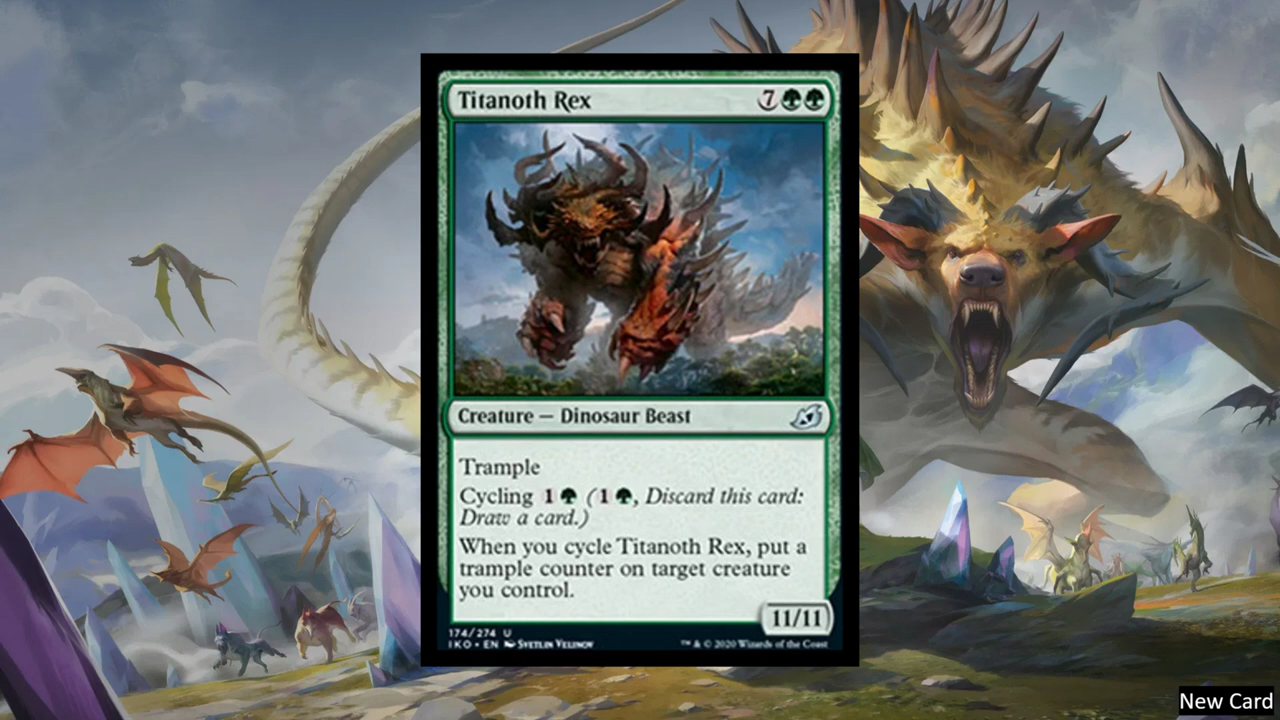 Titanoth Rex 7
Creature — Dinosaur Beast
Trample
Cycling 1 (1, Discard this card:
Draw a card.)
When you cycle Titanoth Rex, put a
trample counter on target creature
you control.
11/11
174/274 U
IKO • EN Svetlin Velinov ™ & © 2020 Wizards of the Coast
New Card